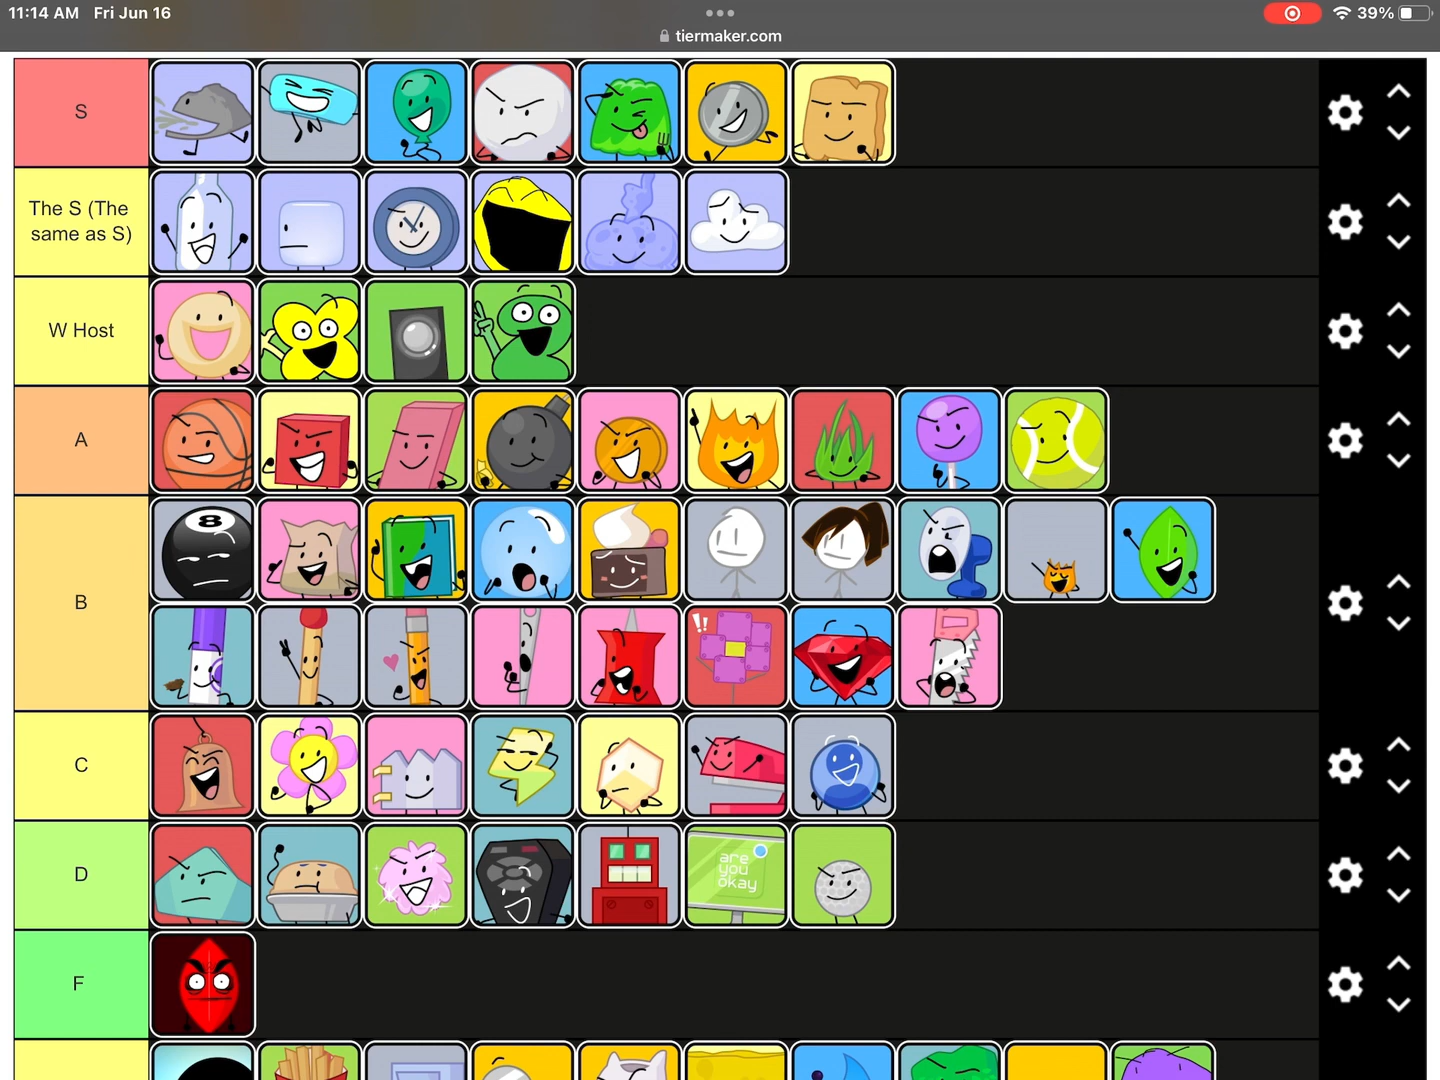 11:14 AM Fri Jun 16
39%
tiermaker.com
S
The S (The
same as S)
W Host
A
B
8
!!
C
D
are
you
okay
F